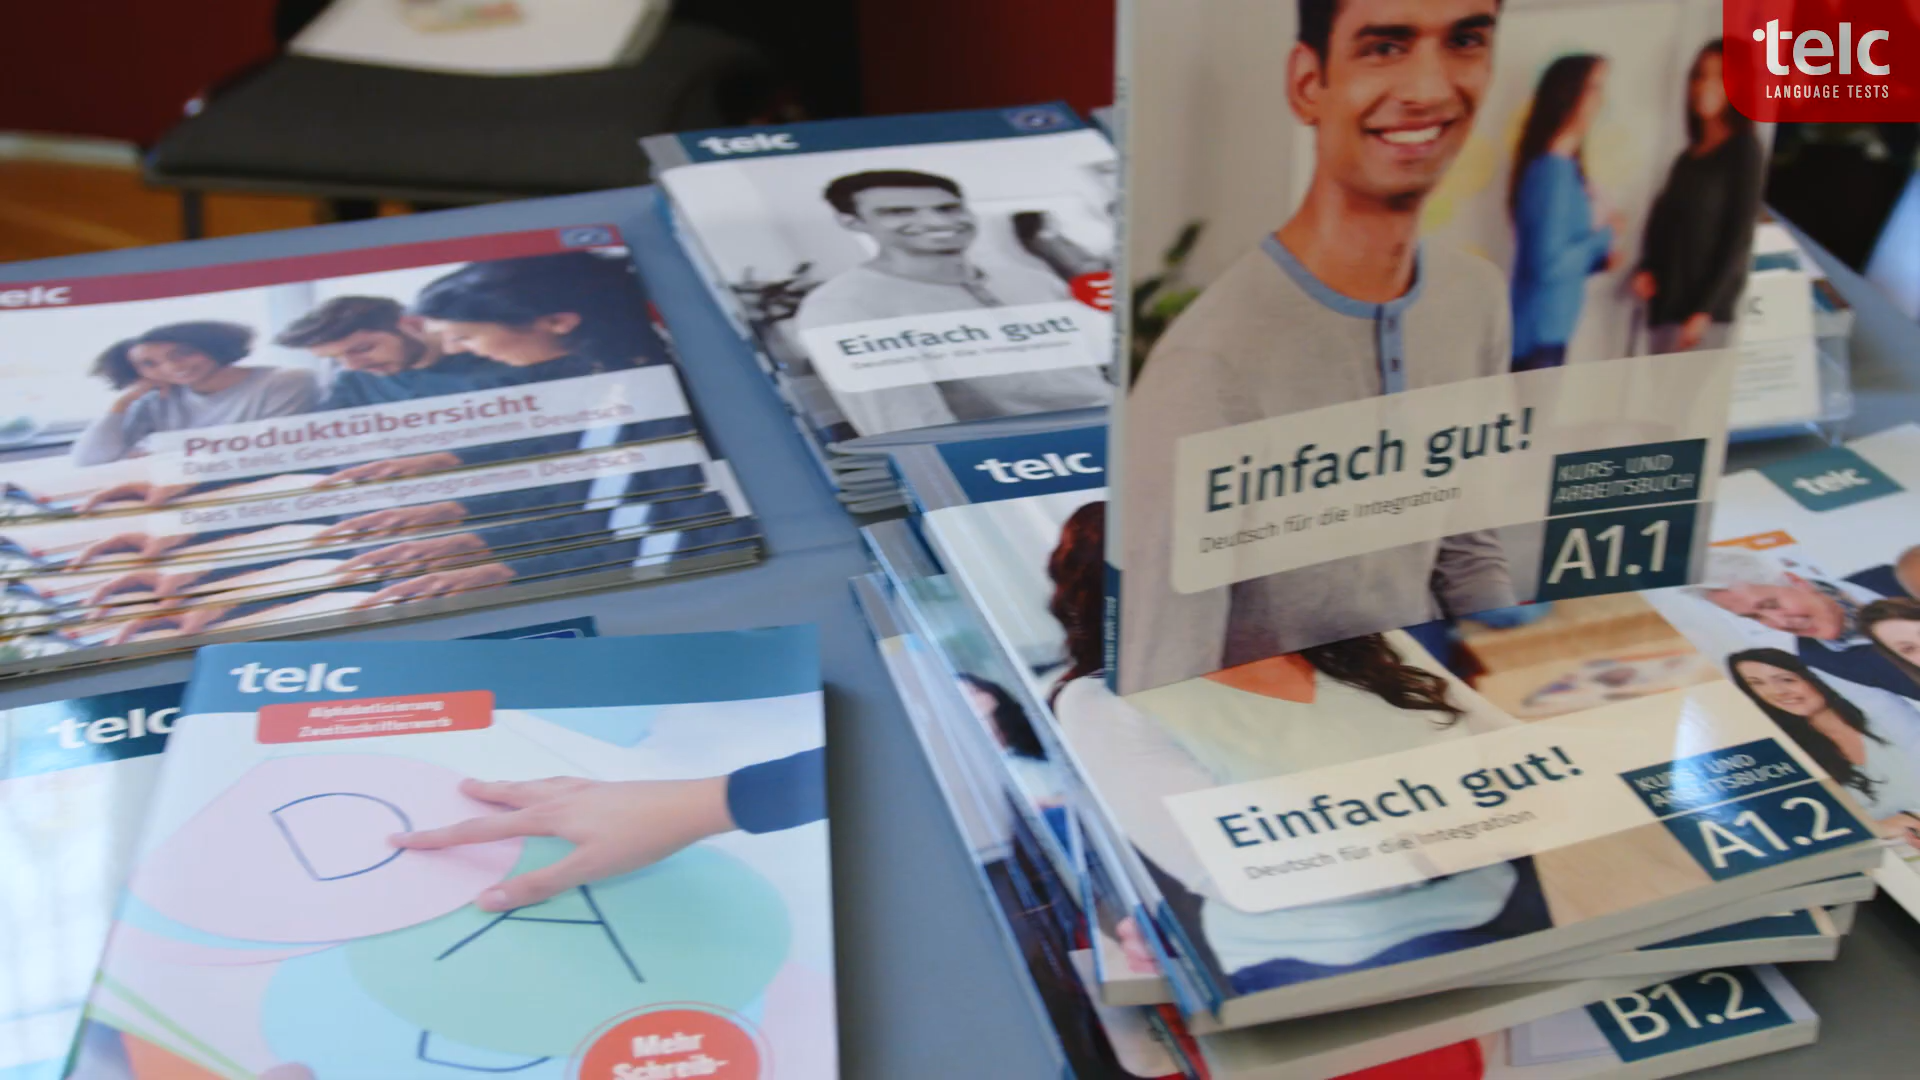 telc
LANGUAGE TESTS
telc
Einfach gut!
Deutsch für die Integration
elc
Produktübersicht
Das telc Gesamtprogramm Deutsch
Das telc Gesamtprogramm Deutsch
Einfach gut!
Deutsch für die Integration
KURS- UND
ARBEITSBUCH
A1.1
telc
telc
telc
Alphabetisierung
Zweitschrifterwerb
telc
D
A
Mehr
Schreib-
Einfach gut!
Deutsch für die Integration
KURS- UND
ARBEITSBUCH
A1.2
B1.2